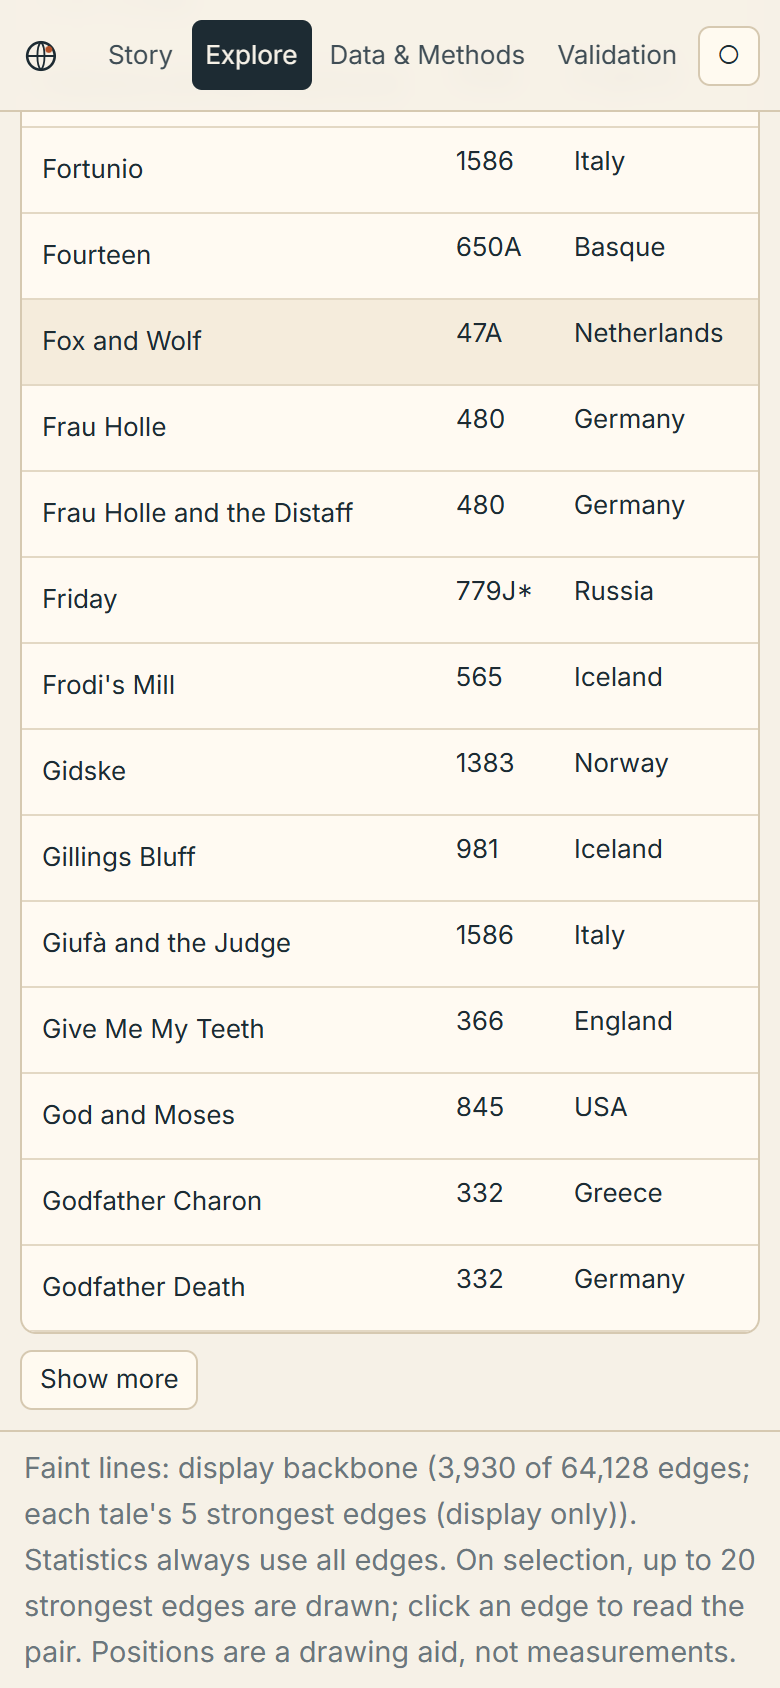 Story Explore Data & Methods Validation
Fortunio 1586 Italy
Fourteen 650A Basque
Fox and Wolf 47A Netherlands
Frau Holle 480 Germany
Frau Holle and the Distaff 480 Germany
Friday 779J* Russia
Frodi's Mill 565 Iceland
Gidske 1383 Norway
Gillings Bluff 981 Iceland
Giufà and the Judge 1586 Italy
Give Me My Teeth 366 England
God and Moses 845 USA
Godfather Charon 332 Greece
Godfather Death 332 Germany
Show more
Faint lines: display backbone (3,930 of 64,128 edges;
each tale's 5 strongest edges (display only)).
Statistics always use all edges. On selection, up to 20
strongest edges are drawn; click an edge to read the
pair. Positions are a drawing aid, not measurements.